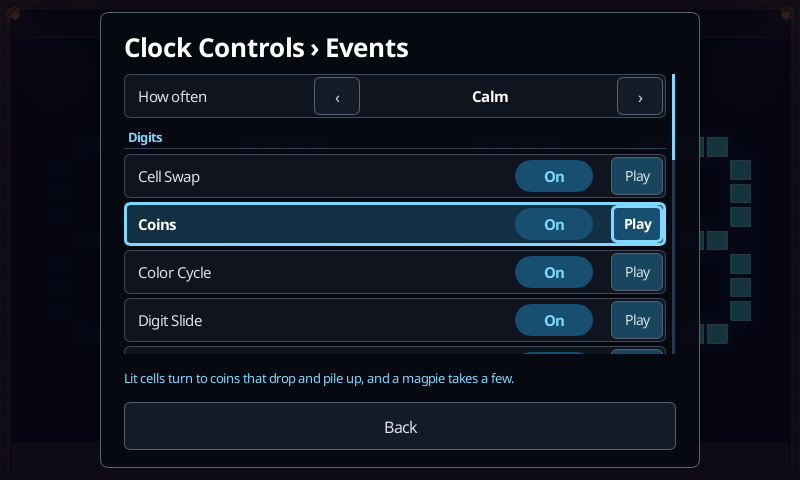 Clock Controls › Events
How often ‹ Calm ›
Digits
Cell Swap On Play
Coins On Play
Color Cycle On Play
Digit Slide On Play
Lit cells turn to coins that drop and pile up, and a magpie takes a few.
Back